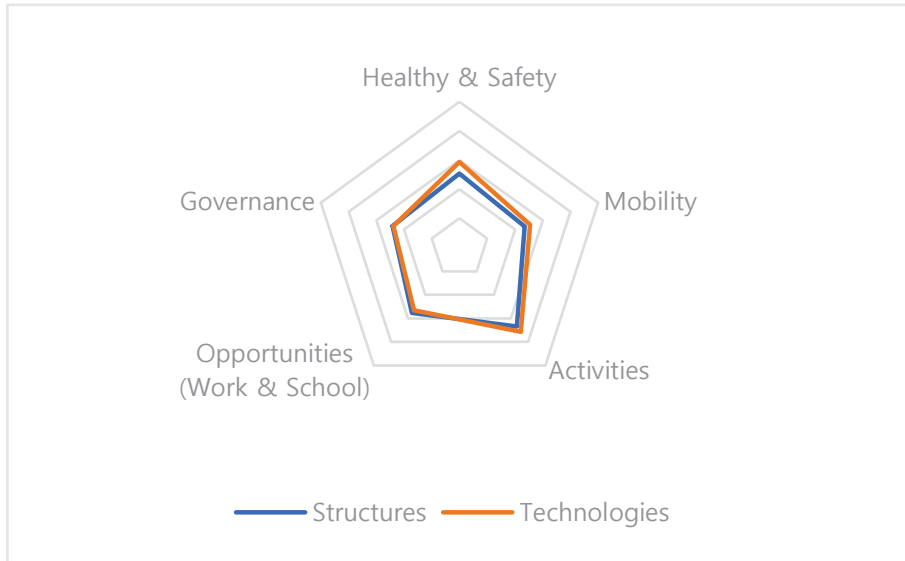 Healthy & Safety
Governance
Mobility
Opportunities
(Work & School)
Activities
Structures
Technologies